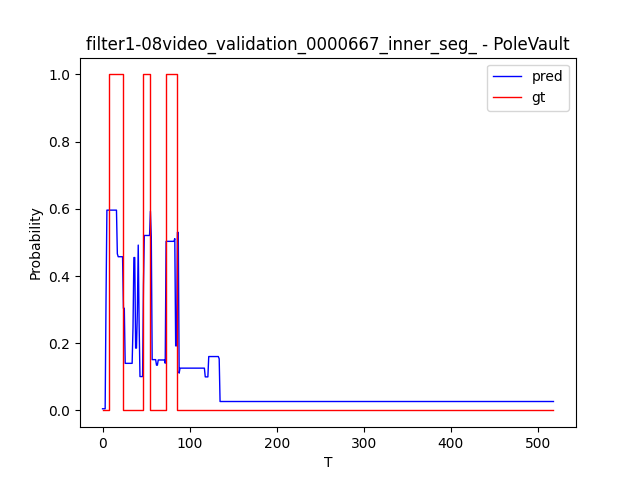 filter1-08video_validation_0000667_inner_seg_ - PoleVault
pred
gt
1.0
0.8
0.6
0.4
0.2
0.0
Probability
0 100 200 300 400 500
T